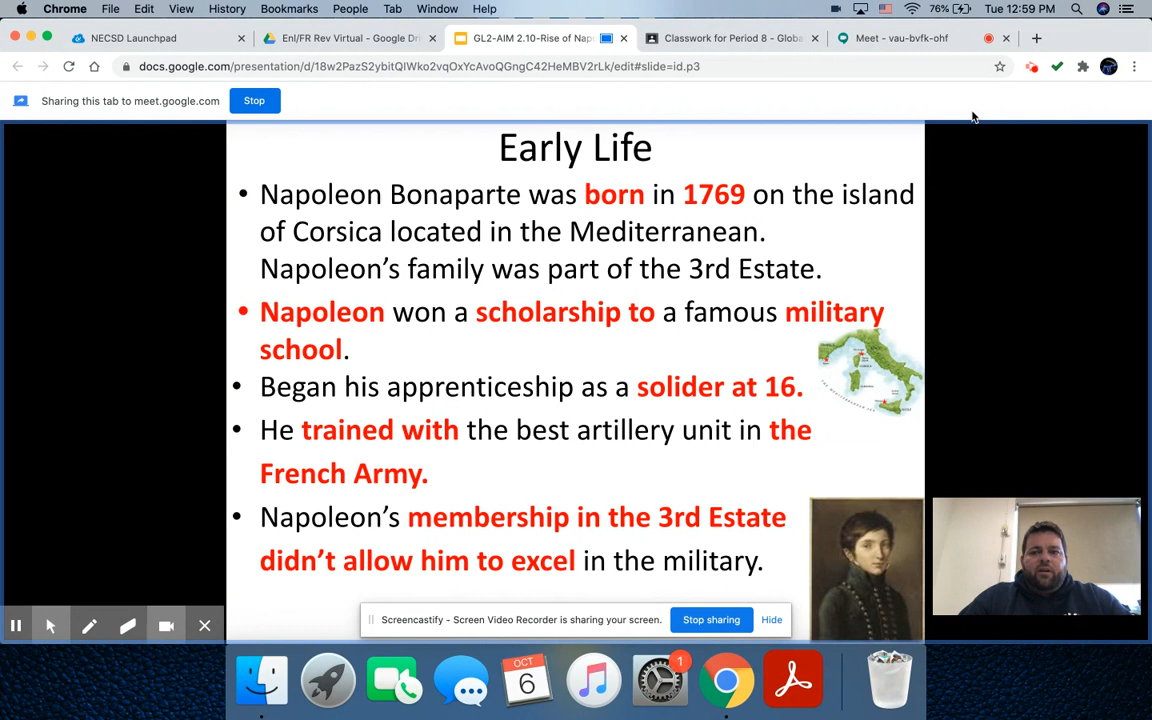 Chrome File Edit View History Bookmarks People Tab Window Help 76% Tue 12:59 PM
NECSD Launchpad Enl/FR Rev Virtual - Google Dri GL2-AIM 2.10-Rise of Nap Classwork for Period 8 - Globa Meet - vau-bvfk-ohf
docs.google.com/presentation/d/18w2PazS2ybitQIWko2vqOxYcAvoQGngC42HeMBV2rLk/edit#slide=id.p3
Sharing this tab to meet.google.com Stop
Early Life
• Napoleon Bonaparte was born in 1769 on the island
of Corsica located in the Mediterranean.
Napoleon's family was part of the 3rd Estate.
• Napoleon won a scholarship to a famous military
school.
• Began his apprenticeship as a solider at 16.
• He trained with the best artillery unit in the
French Army.
• Napoleon's membership in the 3rd Estate
didn't allow him to excel in the military.
Screencastify - Screen Video Recorder is sharing your screen. Stop sharing Hide
OCT
6
1